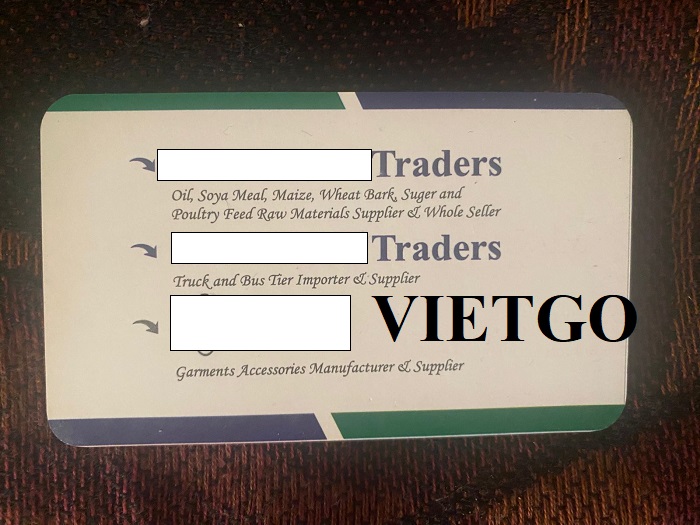 Traders
Oil, Soya Meal, Maize, Wheat Bark, Suger and
Poultry Feed Raw Materials Supplier & Whole Seller
Traders
Truck and Bus Tier Importer & Supplier
VIETGO
Garments Accessories Manufacturer & Supplier